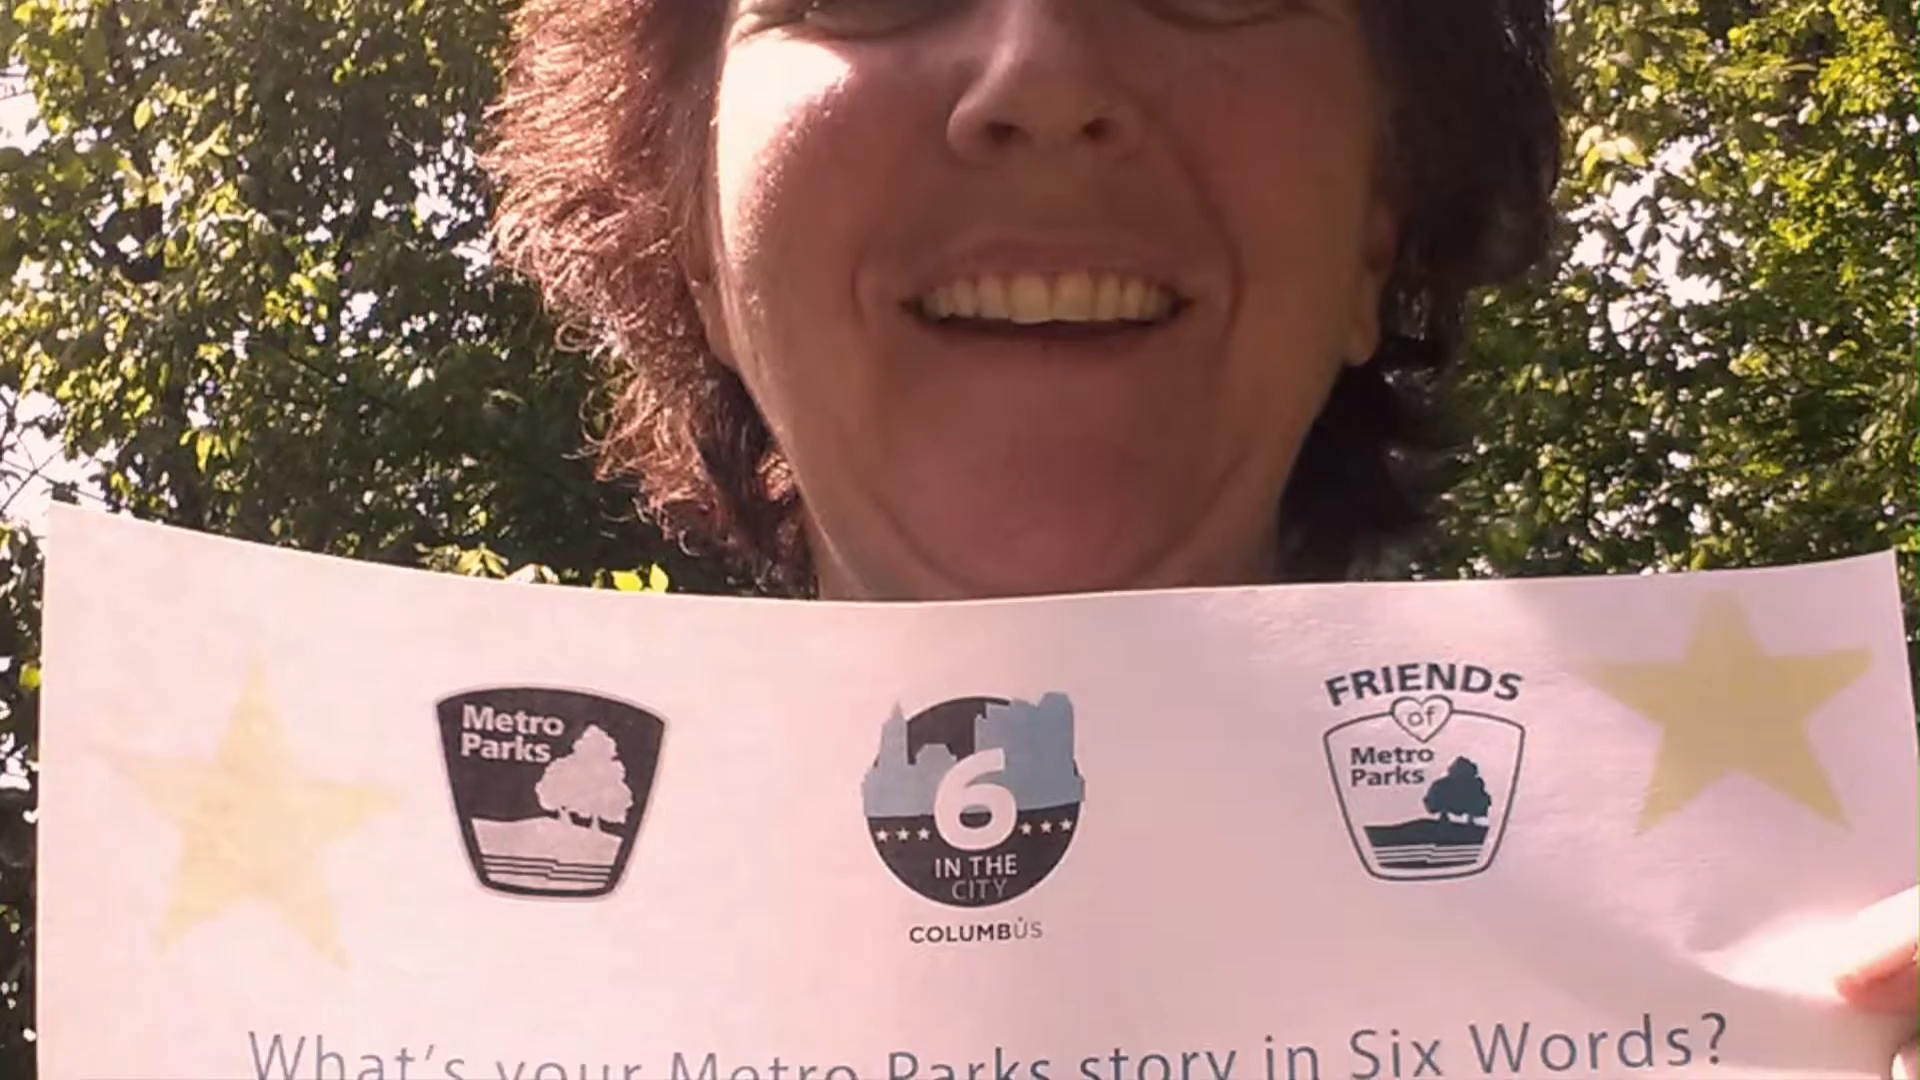 Metro
Parks
6
IN THE
CITY
COLUMBUS
FRIENDS
of
Metro
Parks
What's your Metro Parks story in Six Words?